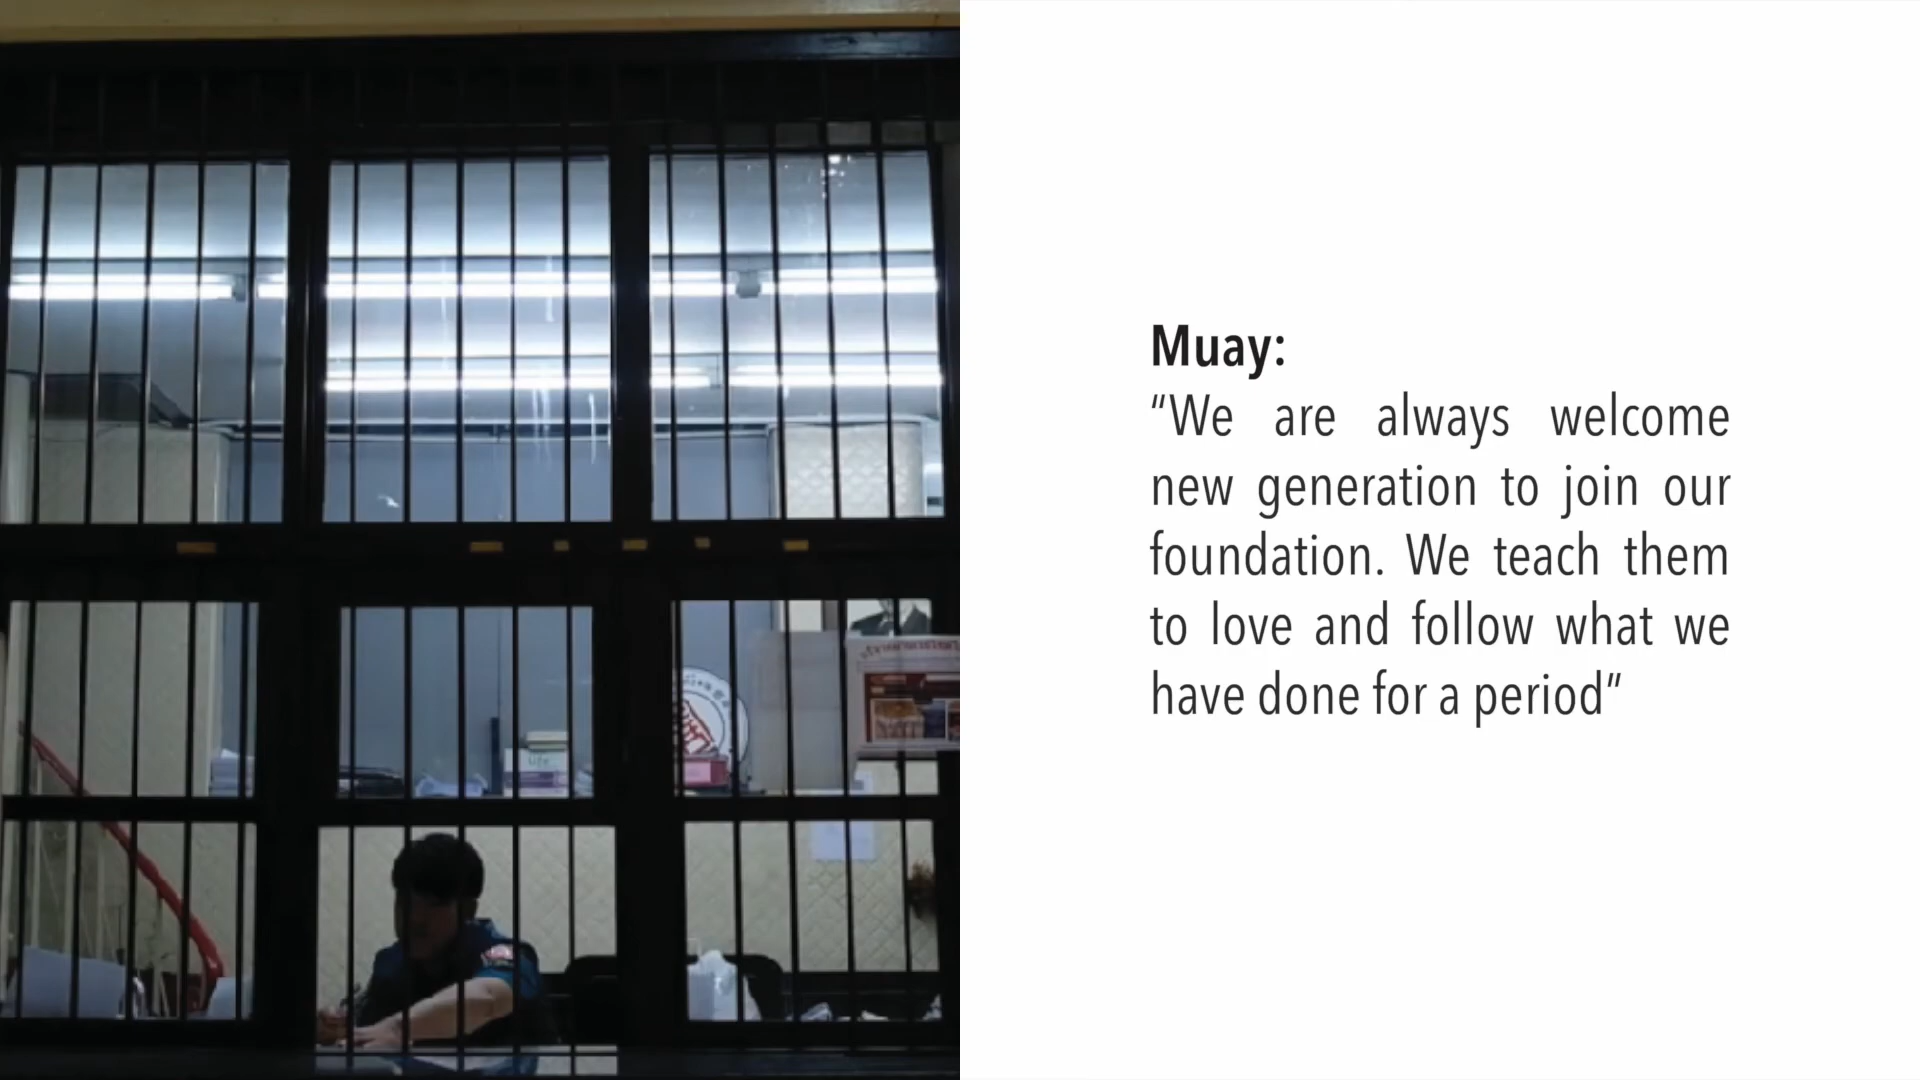 Muay:
“We are always welcome
new generation to join our
foundation. We teach them
to love and follow what we
have done for a period”
Life